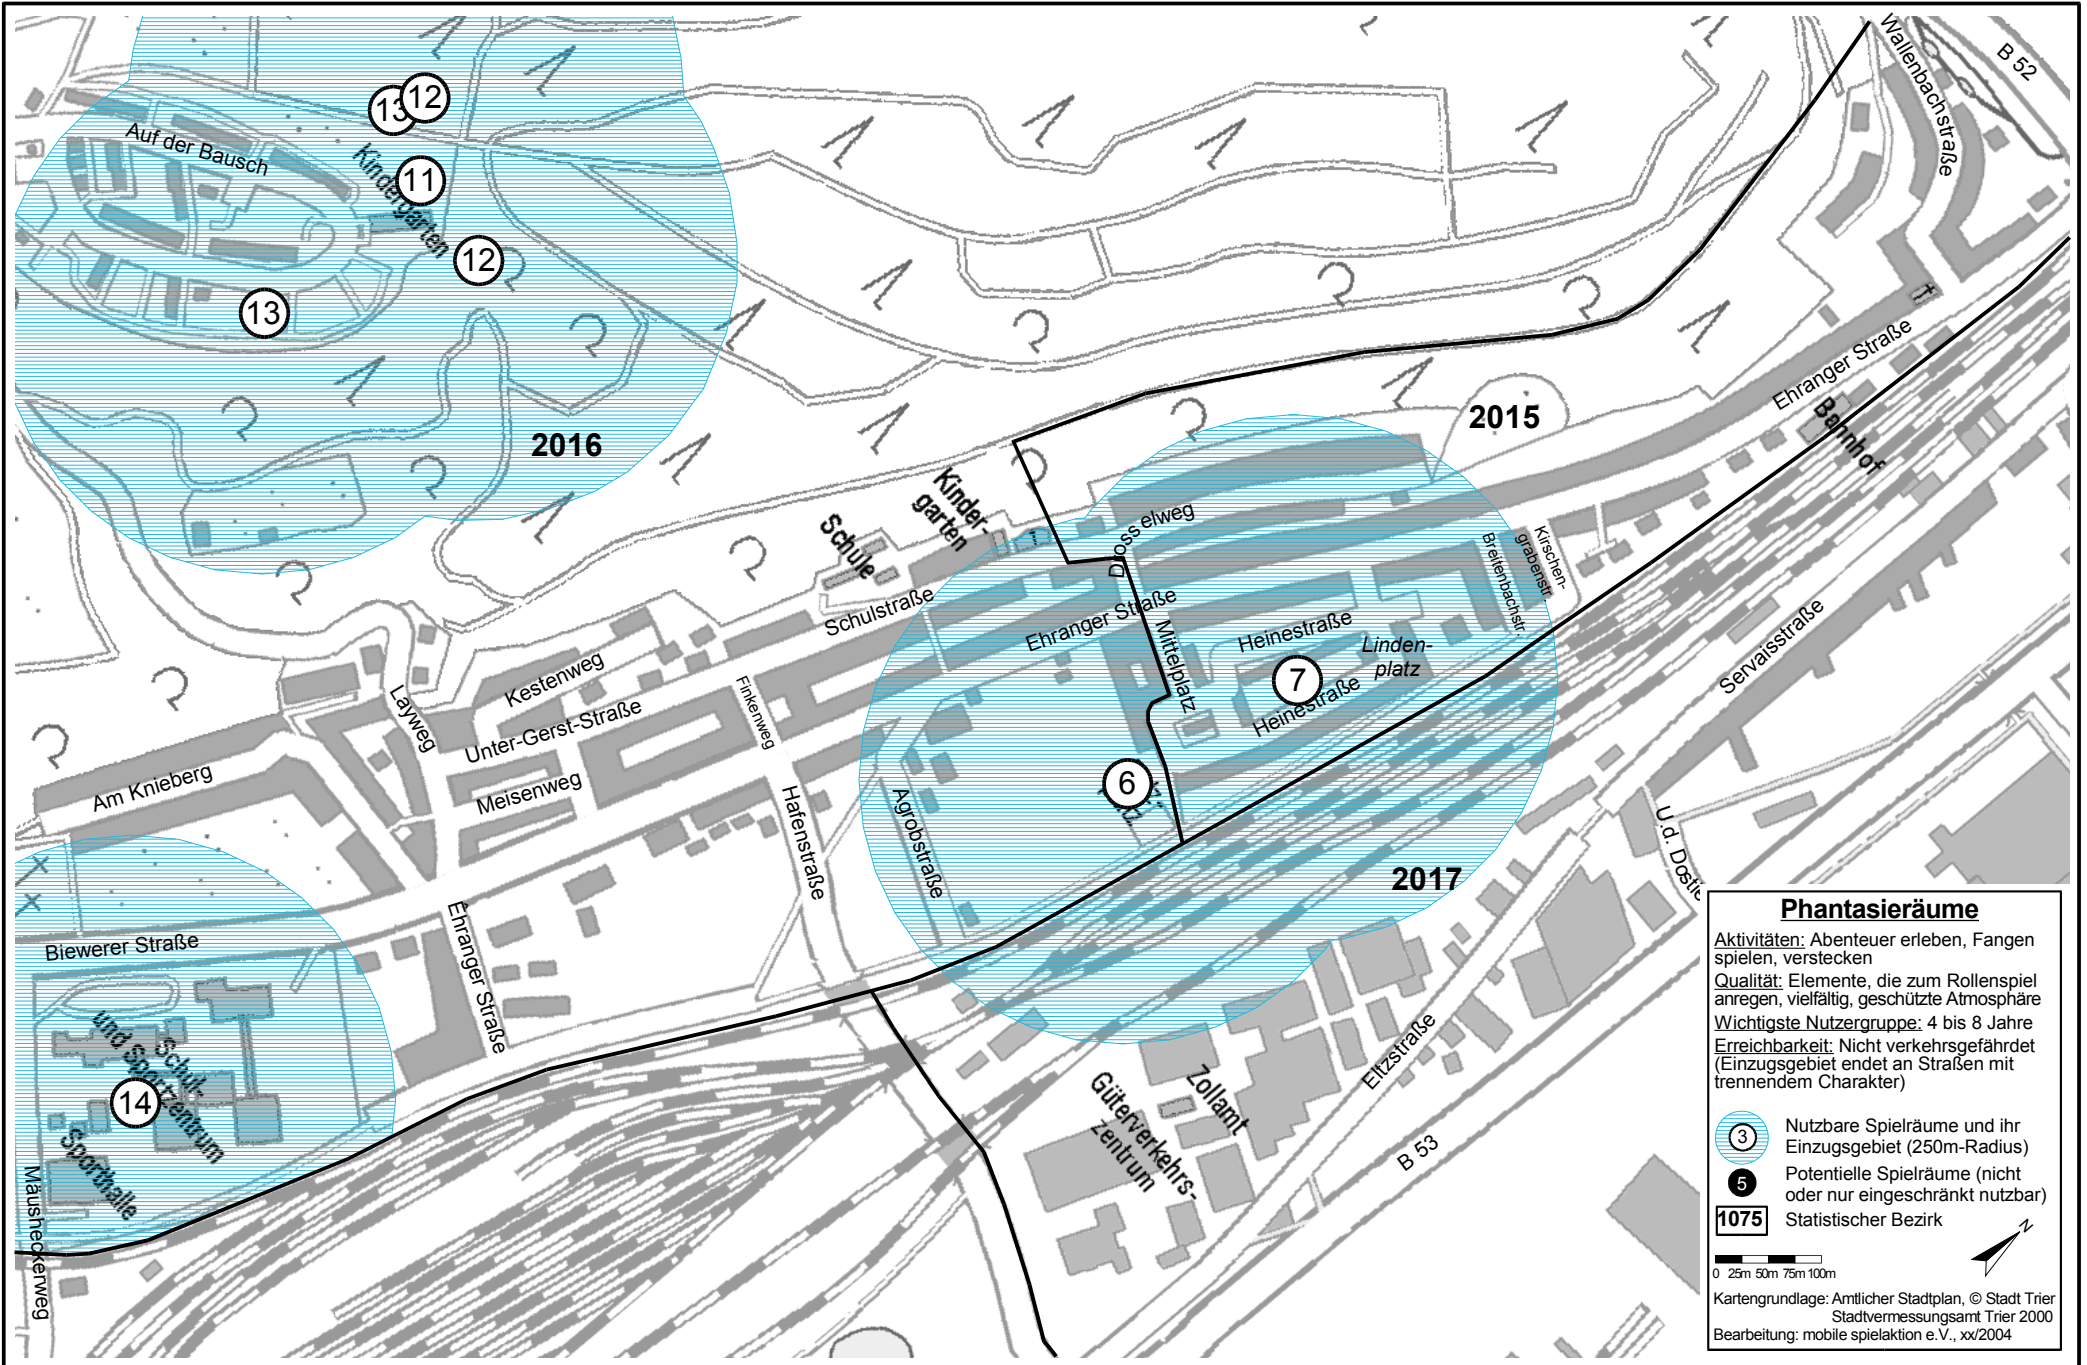 Wallenbachstraße
B 52
13
12
Auf der Bausch
Kindergarten
11
12
13
2016
2015
Ehranger Straße
Bahnhof
Kinder-
garten
Schule
Drosselweg
Schulstraße
Ehranger Straße
Mittelplatz
Heinestraße
Linden-
platz
7
Heinestraße
Breitenbachstr.
Kirschen-
grabenstr.
Servaisstraße
Kestenweg
Layweg
Unter-Gerst-Straße
Finkenweg
Meisenweg
Am Knieberg
Hafenstraße
Agrobstraße
6
2017
Biewerer Straße
Ehranger Straße
Schul-
und Sportzentrum
14
Sporthalle
Mäusheckerweg
Güterverkehrs-
zentrum
Zollamt
Eltzstraße
B 53
U.d. Dostle
Phantasieräume
Aktivitäten: Abenteuer erleben, Fangen
spielen, verstecken
Qualität: Elemente, die zum Rollenspiel
anregen, vielfältig, geschützte Atmosphäre
Wichtigste Nutzergruppe: 4 bis 8 Jahre
Erreichbarkeit: Nicht verkehrsgefährdet
(Einzugsgebiet endet an Straßen mit
trennendem Charakter)
3 Nutzbare Spielräume und ihr
Einzugsgebiet (250m-Radius)
5 Potentielle Spielräume (nicht
oder nur eingeschränkt nutzbar)
1075 Statistischer Bezirk
N
0 25m 50m 75m 100m
Kartengrundlage: Amtlicher Stadtplan, © Stadt Trier
Stadtvermessungsamt Trier 2000
Bearbeitung: mobile spielaktion e.V., xx/2004